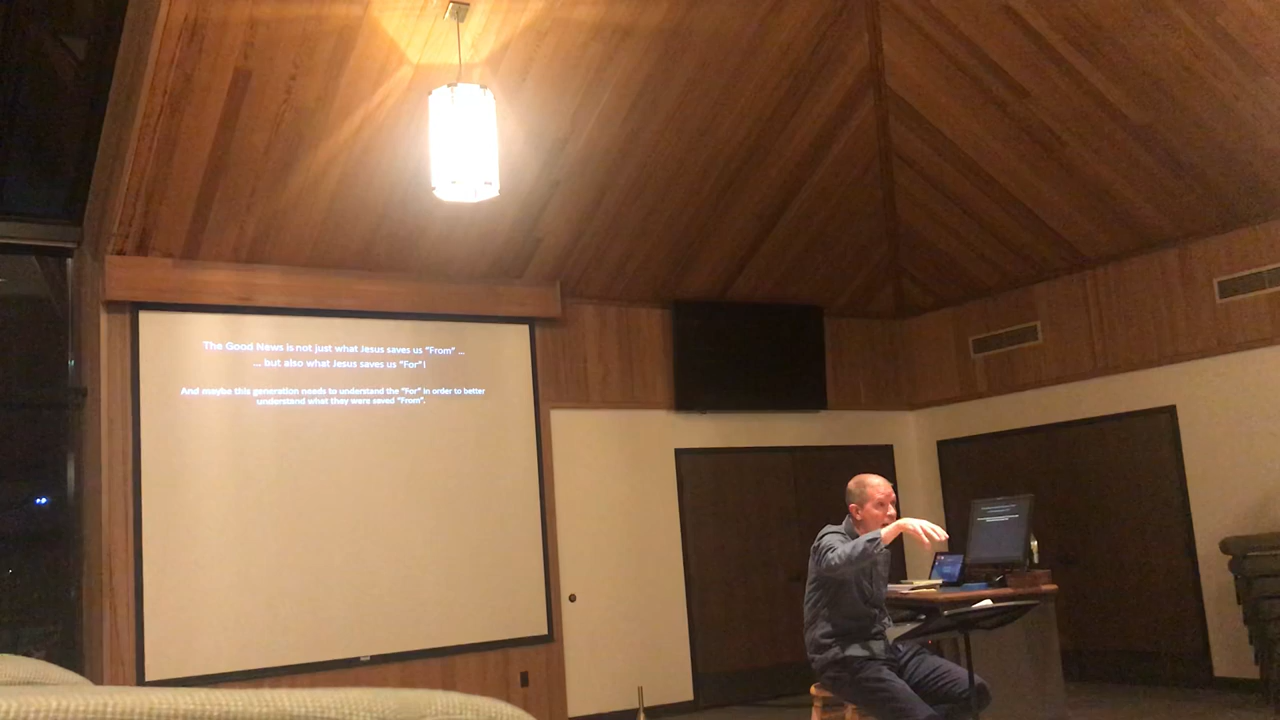 The Good News is not just what Jesus saves us “From” ...
... but also what Jesus saves us “For”!
And maybe this generation needs to understand the “For” in order to better
understand what they were saved “From”.